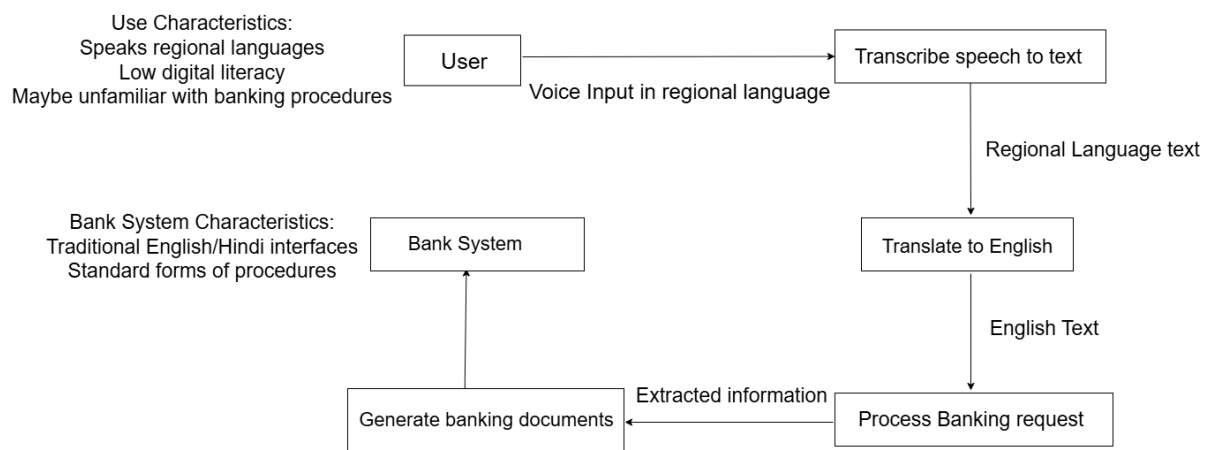 Use Characteristics:
Speaks regional languages
Low digital literacy
Maybe unfamiliar with banking procedures
User
Voice Input in regional language
Transcribe speech to text
Regional Language text
Bank System Characteristics:
Traditional English/Hindi interfaces
Standard forms of procedures
Bank System
Translate to English
English Text
Generate banking documents
Extracted information
Process Banking request